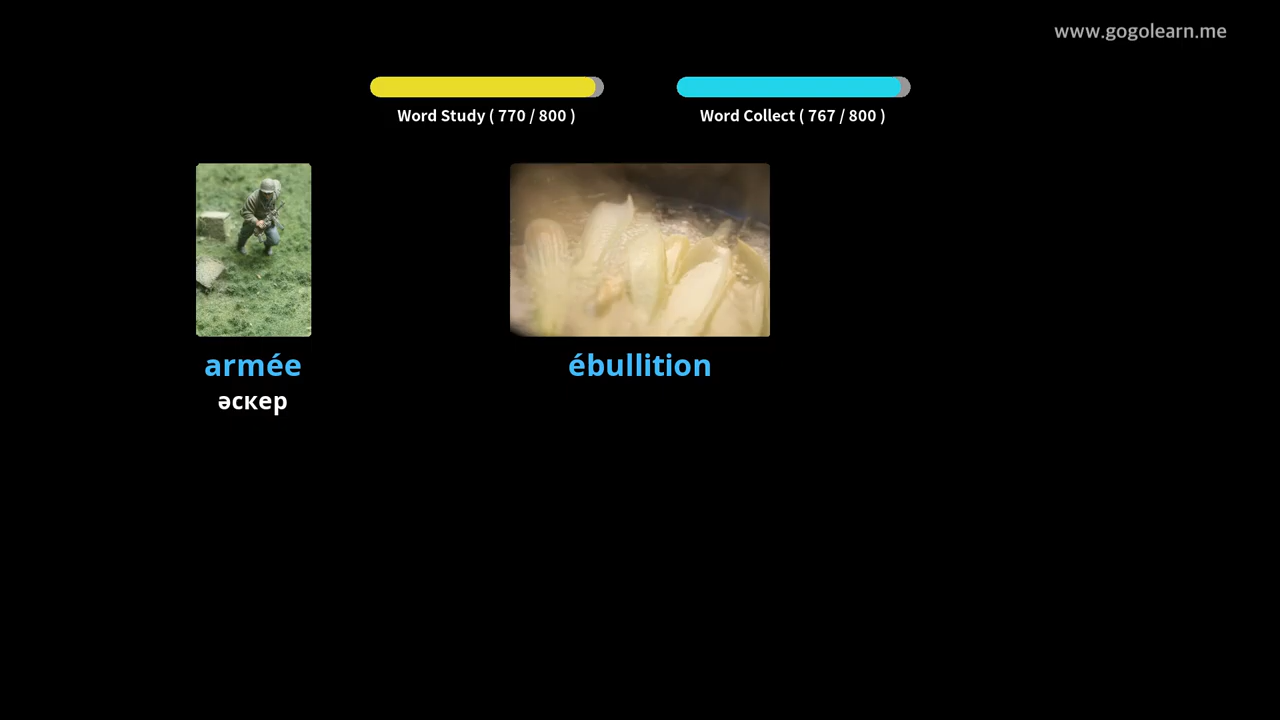 www.gogolearn.me
Word Study ( 770 / 800 )
Word Collect ( 767 / 800 )
armée
әскер
ébullition